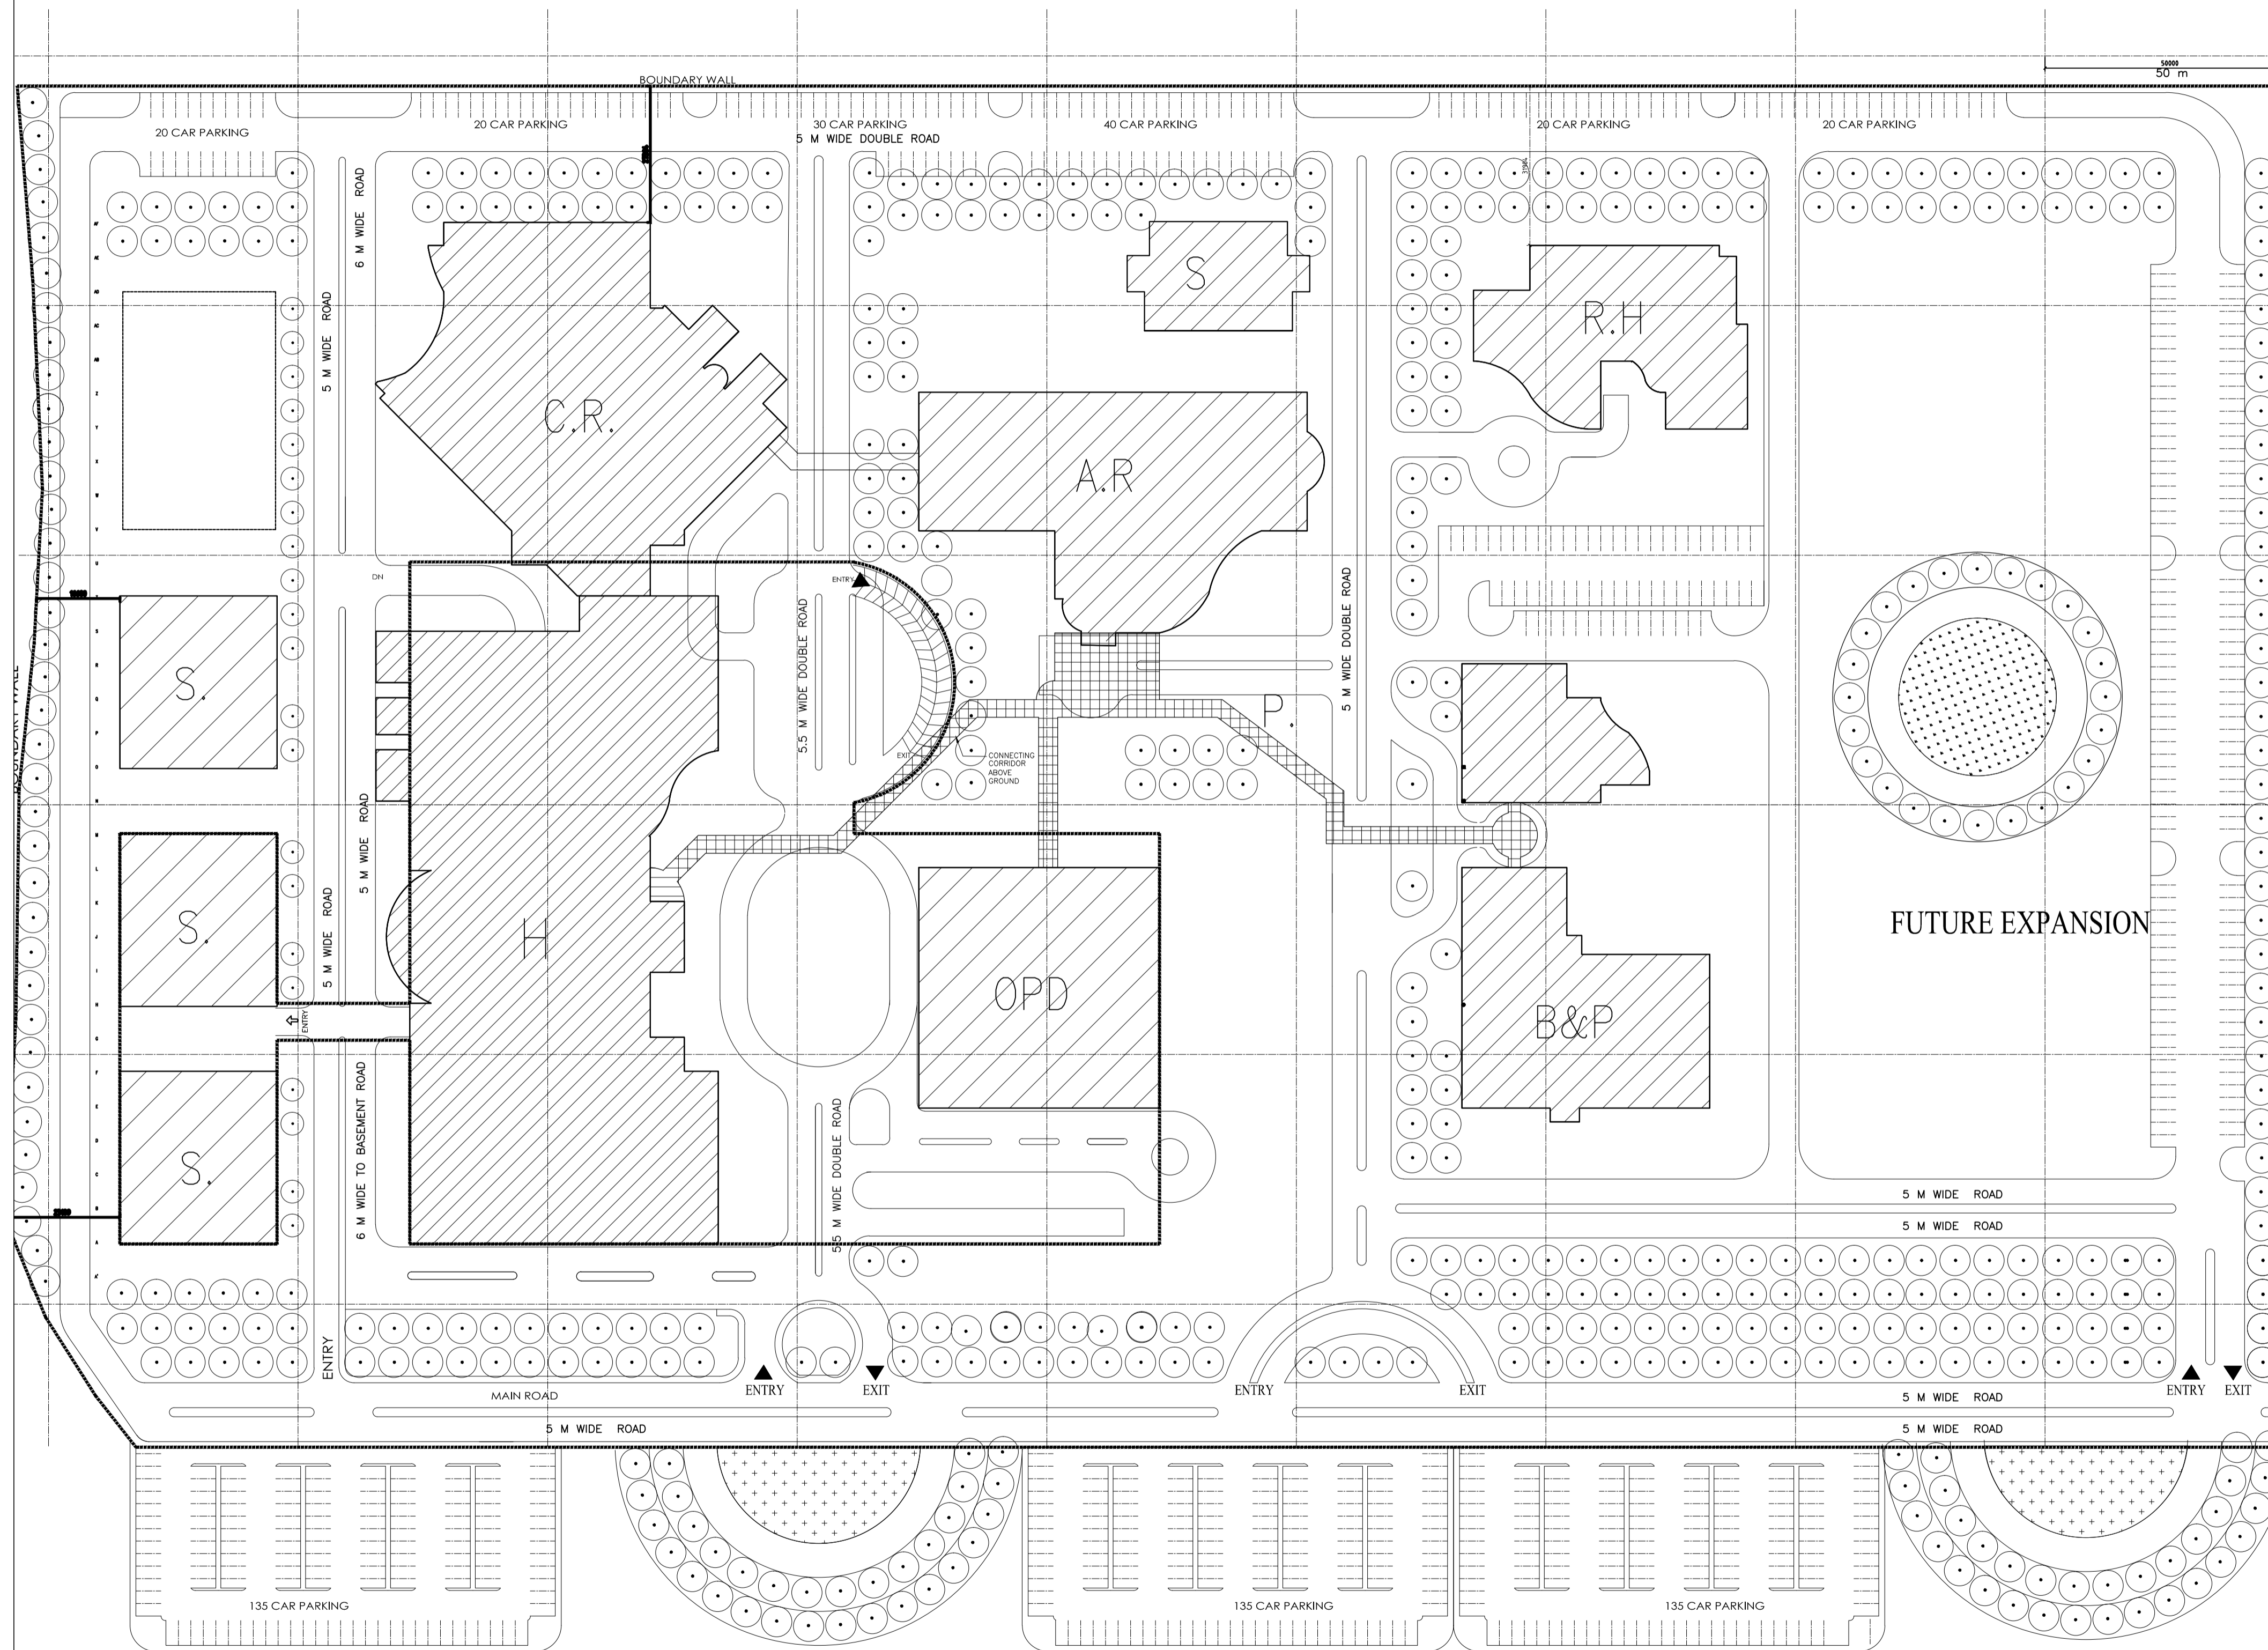 50000
50 m
BOUNDARY WALL
20 CAR PARKING
20 CAR PARKING
30 CAR PARKING
40 CAR PARKING
20 CAR PARKING
20 CAR PARKING
5 M WIDE DOUBLE ROAD
6 M WIDE ROAD
5 M WIDE ROAD
AF
AE
AD
AC
AB
Z
Y
X
W
V
U
S
R
Q
P
O
N
M
L
K
J
I
H
G
F
E
D
C
B
A
A'
S
R.H
C.R.
A.R
DN
ENTRY
5.5 M WIDE DOUBLE ROAD
5 M WIDE DOUBLE ROAD
S.
P.
EXIT
CONNECTING
CORRIDOR
ABOVE
GROUND
BOUNDARY WALL
5 M WIDE ROAD
5 M WIDE ROAD
S.
H
OPD
B&P
FUTURE EXPANSION
ENTRY
6 M WIDE TO BASEMENT ROAD
5.5 M WIDE DOUBLE ROAD
S.
5 M WIDE ROAD
5 M WIDE ROAD
ENTRY
ENTRY
EXIT
ENTRY
EXIT
ENTRY
EXIT
MAIN ROAD
5 M WIDE ROAD
5 M WIDE ROAD
5 M WIDE ROAD
135 CAR PARKING
135 CAR PARKING
135 CAR PARKING